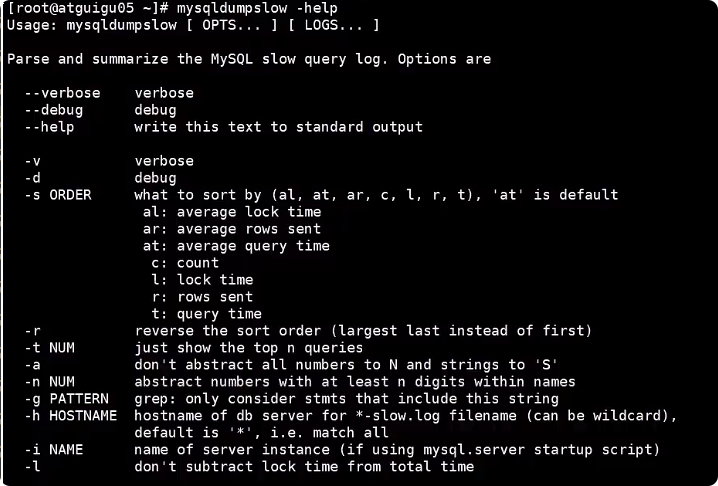 [root@atguigu05 ~]# mysqldumpslow -help
Usage: mysqldumpslow [ OPTS... ] [ LOGS... ]

Parse and summarize the MySQL slow query log. Options are

  --verbose    verbose
  --debug      debug
  --help       write this text to standard output

  -v           verbose
  -d           debug
  -s ORDER     what to sort by (al, at, ar, c, l, r, t), 'at' is default
                al: average lock time
                ar: average rows sent
                at: average query time
                 c: count
                 l: lock time
                 r: rows sent
                 t: query time
  -r           reverse the sort order (largest last instead of first)
  -t NUM       just show the top n queries
  -a           don't abstract all numbers to N and strings to 'S'
  -n NUM       abstract numbers with at least n digits within names
  -g PATTERN   grep: only consider stmts that include this string
  -h HOSTNAME  hostname of db server for *-slow.log filename (can be wildcard),
               default is '*', i.e. match all
  -i NAME      name of server instance (if using mysql.server startup script)
  -l           don't subtract lock time from total time